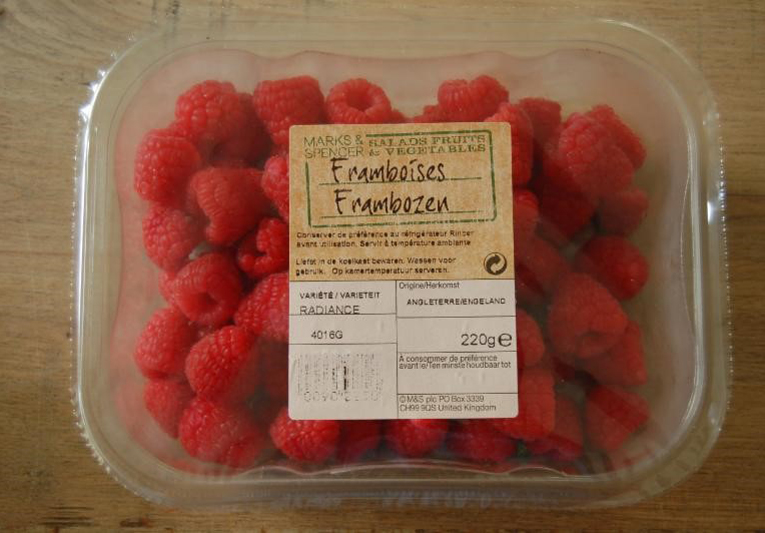 MARKS & SPENCER
SALADS FRUITS & VEGETABLES
Framboises
Frambozen
Conserver de préférence au réfrigérateur Rincer
avant utilisation. Servir à température ambiante
Liefst in de koelkast bewaren. Wassen voor
gebruik. Op kamertemperatuur serveren.
VARIÉTÉ / VARIETEIT
RADIANCE
4016G
Origine/Herkomst
ANGLETERRE/ENGELAND
220g e
À consommer de préférence
avant le/Ten minste houdbaar tot
© M&S plc PO Box 3339
CH99 9QS United Kingdom